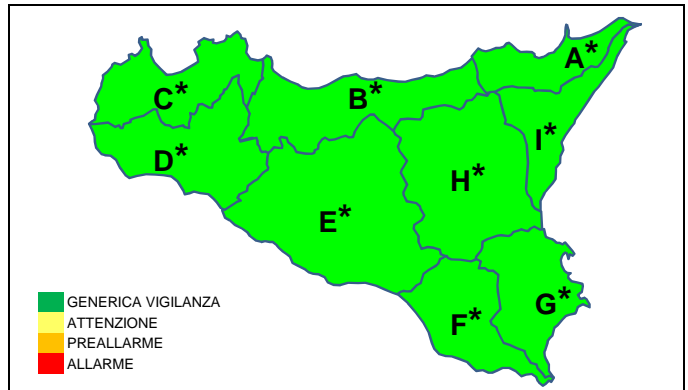 A*
C*
B*
I*
D*
H*
E*
G*
F*
GENERICA VIGILANZA
ATTENZIONE
PREALLARME
ALLARME